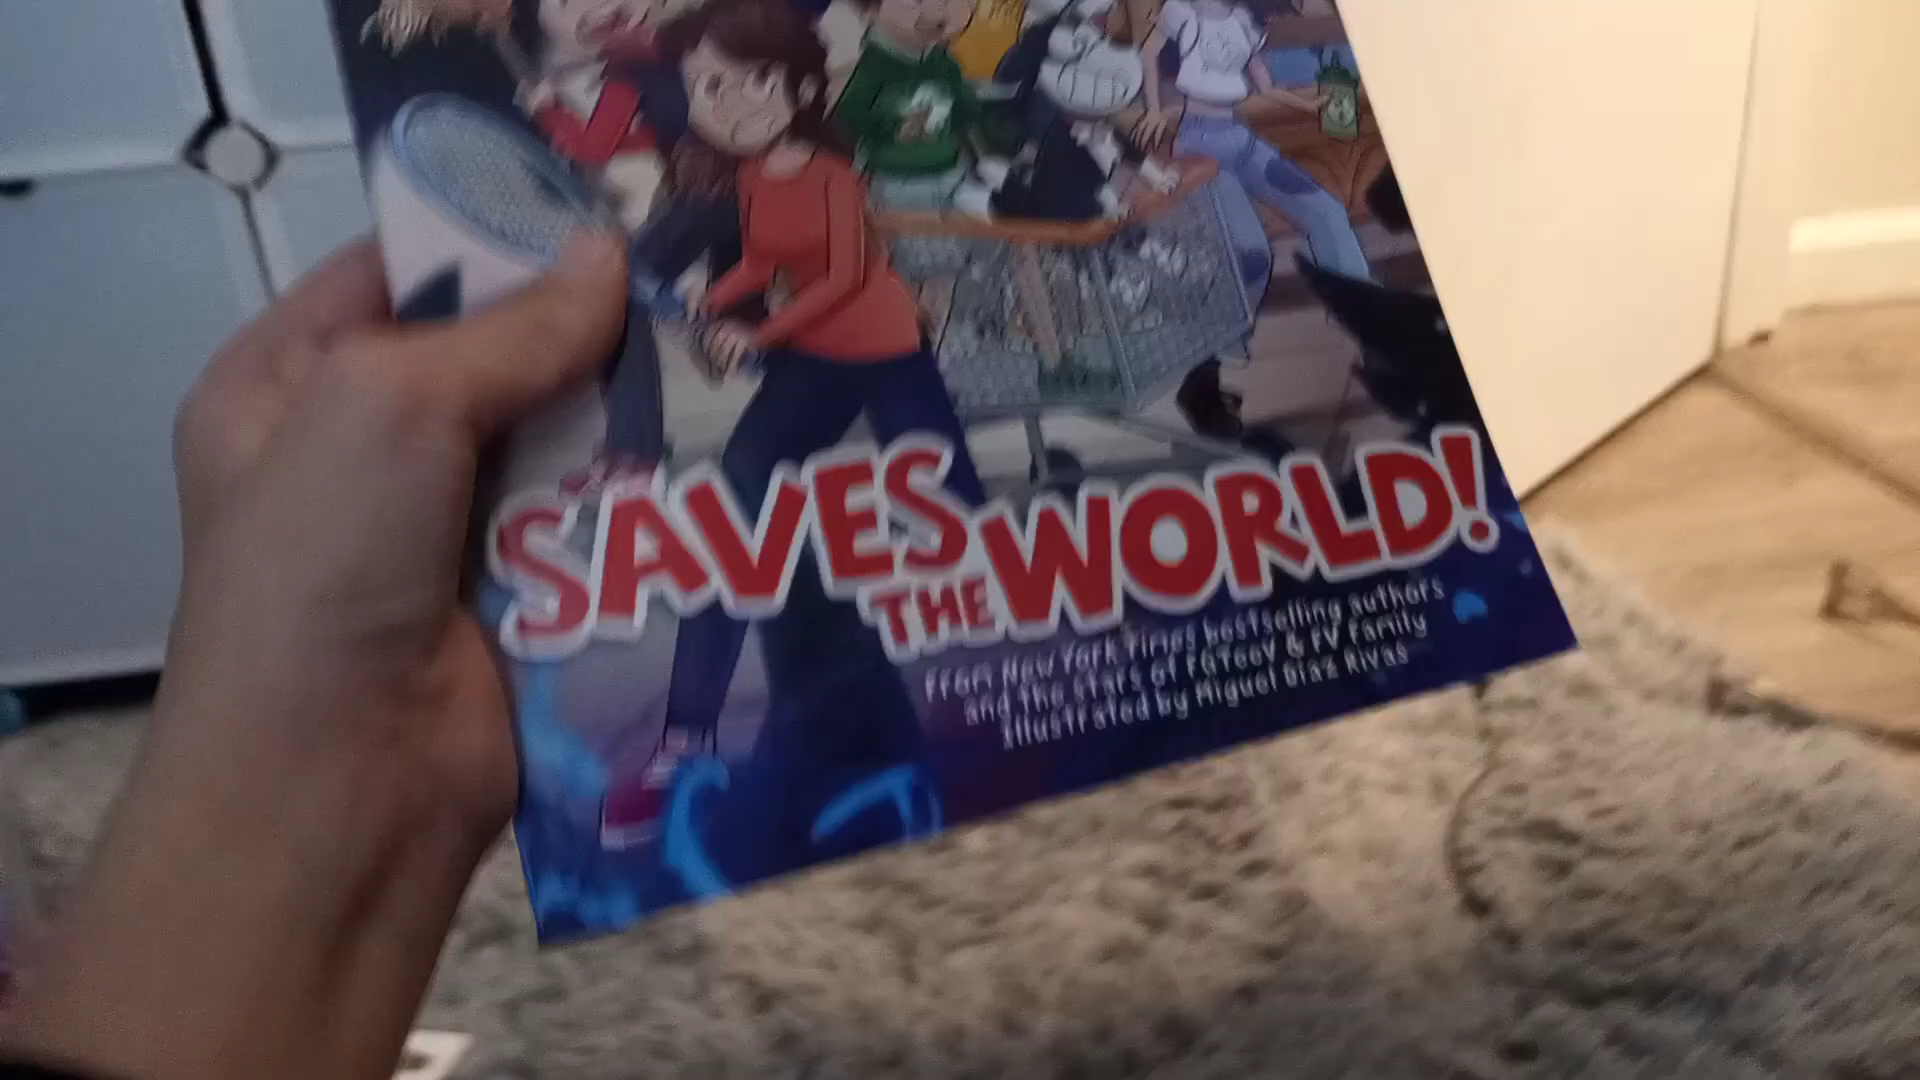 SAVES
THE WORLD!
From New York Times bestselling authors
and the stars of FGTeeV & FV Family
Illustrated by Miguel Díaz Rivas